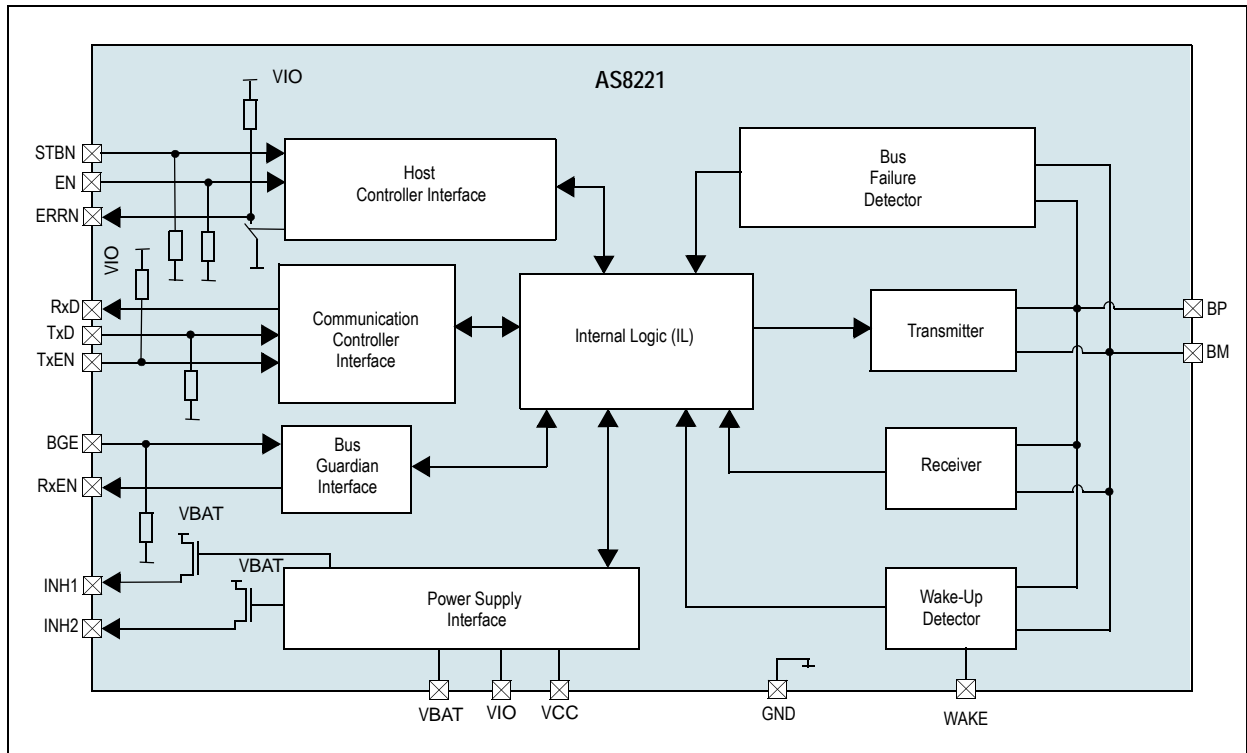 AS8221
VIO
STBN
EN
ERRN
Host
Controller Interface
Bus
Failure
Detector
VIO
RxD
TxD
TxEN
Communication
Controller
Interface
Internal Logic (IL)
Transmitter
BP
BM
BGE
RxEN
Bus
Guardian
Interface
Receiver
VBAT
VBAT
INH1
INH2
Power Supply
Interface
Wake-Up
Detector
VBAT
VIO
VCC
GND
WAKE